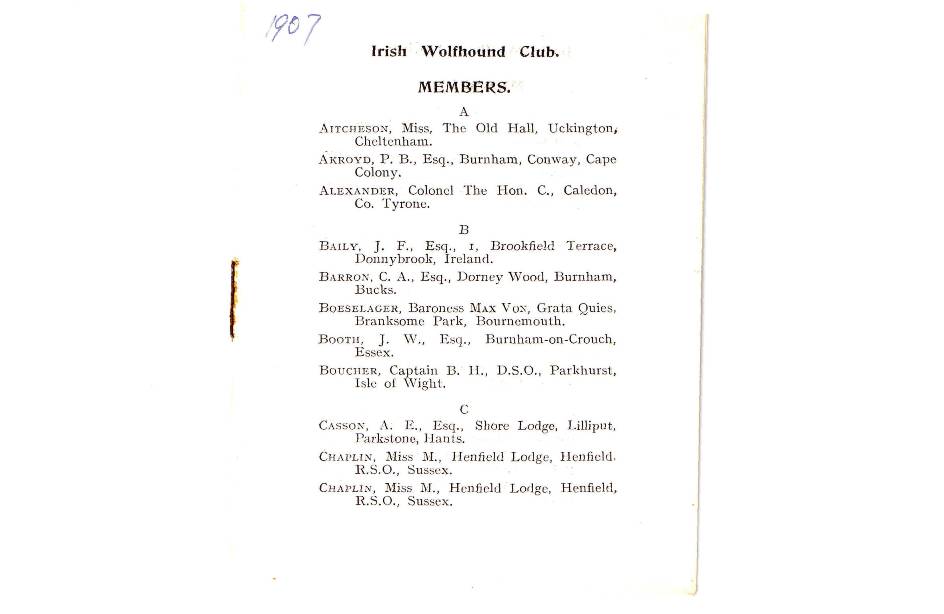 1907
Irish Wolfhound Club.
MEMBERS.
A
AITCHESON, Miss, The Old Hall, Uckington,
Cheltenham.
AKROYD, P. B., Esq., Burnham, Conway, Cape
Colony.
ALEXANDER, Colonel The Hon. C., Caledon,
Co. Tyrone.
B
BAILY, J. F., Esq., 1, Brookfield Terrace,
Donnybrook, Ireland.
BARRON, C. A., Esq., Dorney Wood, Burnham,
Bucks.
BOESELAGER, Baroness MAX VON, Grata Quies,
Branksome Park, Bournemouth.
BOOTH, J. W., Esq., Burnham-on-Crouch,
Essex.
BOUCHER, Captain B. H., D.S.O., Parkhurst,
Isle of Wight.
C
CASSON, A. E., Esq., Shore Lodge, Lilliput,
Parkstone, Hants.
CHAPLIN, Miss M., Henfield Lodge, Henfield.
R.S.O., Sussex.
CHAPLIN, Miss M., Henfield Lodge, Henfield,
R.S.O., Sussex.